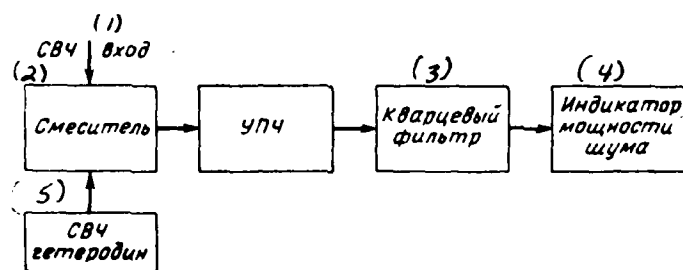 (1)
СВЧ вход
(2)
Смеситель
УПЧ
(3)
Кварцевый
фильтр
(4)
Индикатор
мощности
шума
(5)
СВЧ
гетеродин